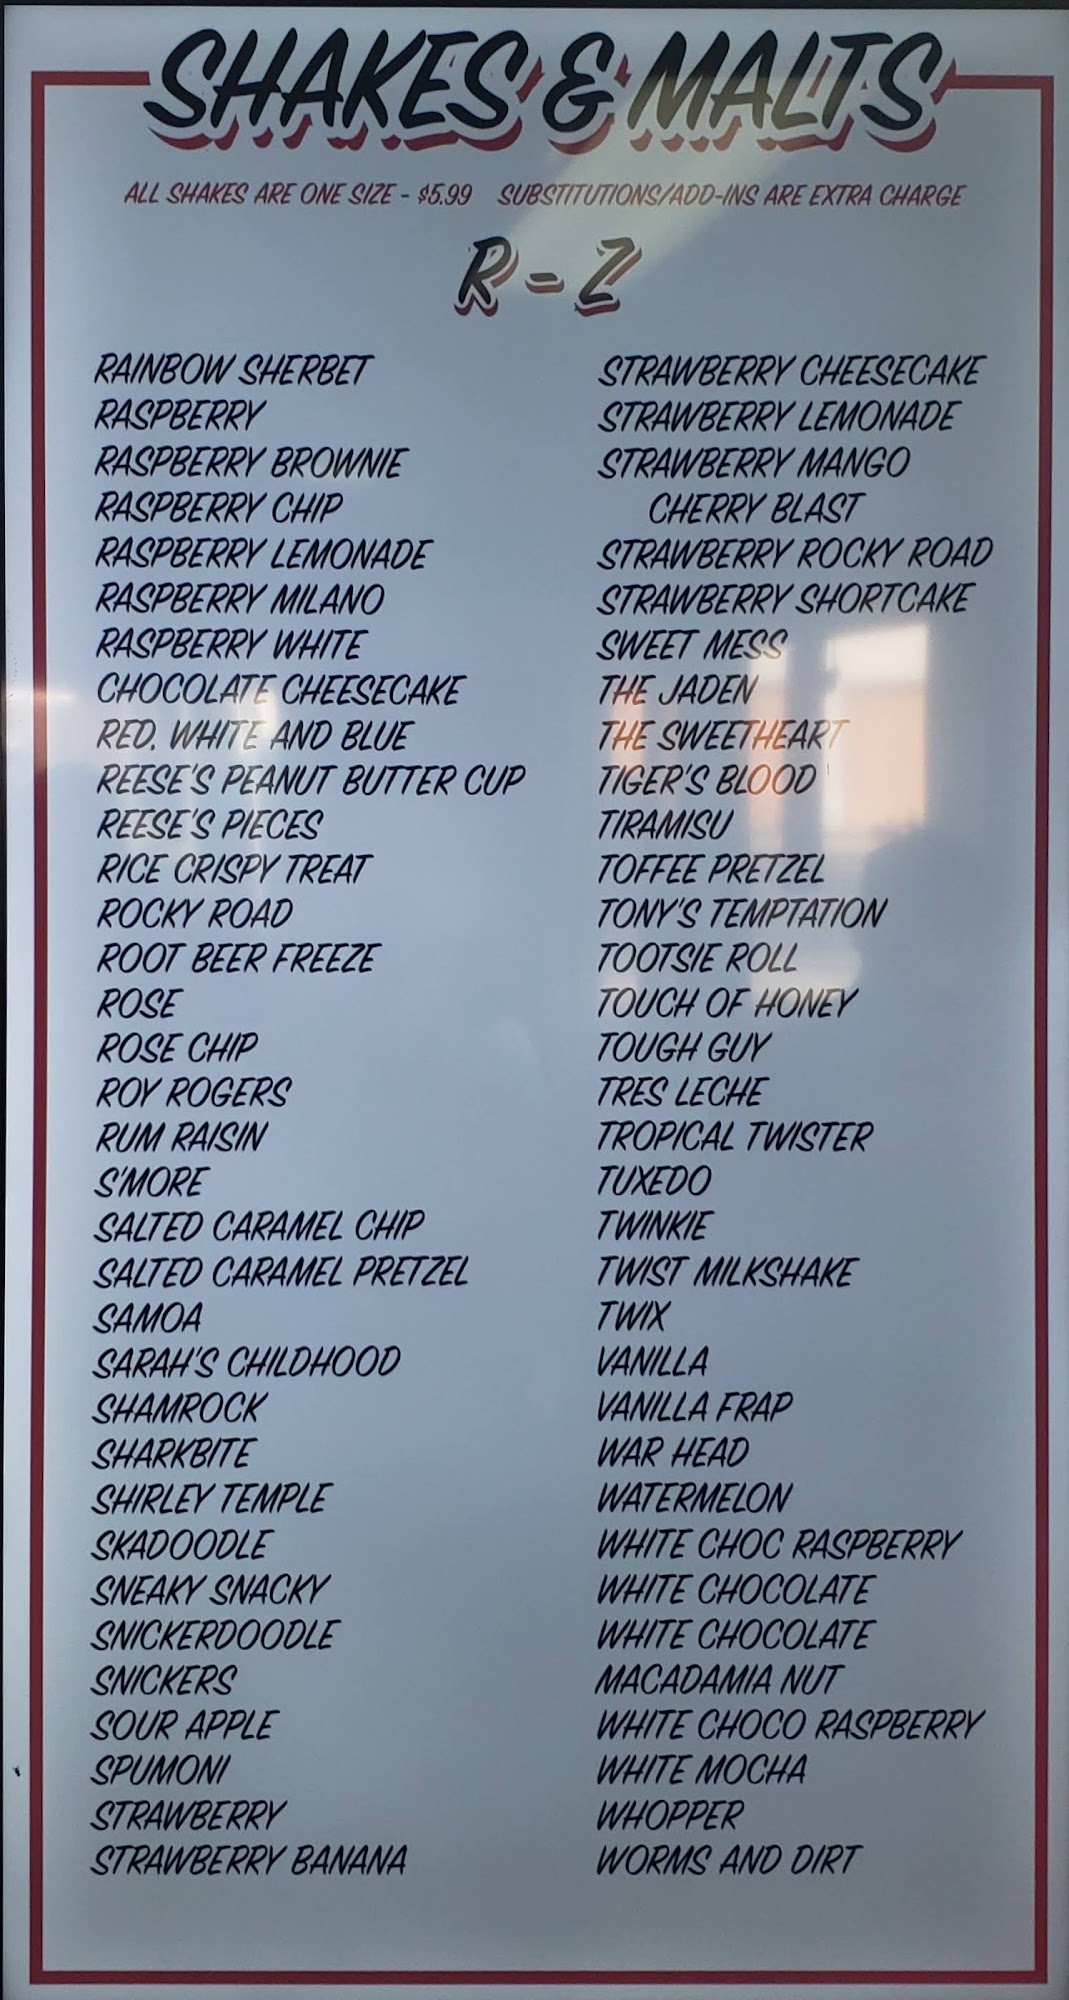 SHAKES & MALTS
ALL SHAKES ARE ONE SIZE - $5.99 SUBSTITUTIONS/ADD-INS ARE EXTRA CHARGE
R - Z
RAINBOW SHERBET
RASPBERRY
RASPBERRY BROWNIE
RASPBERRY CHIP
RASPBERRY LEMONADE
RASPBERRY MILANO
RASPBERRY WHITE
CHOCOLATE CHEESECAKE
RED, WHITE AND BLUE
REESE'S PEANUT BUTTER CUP
REESE'S PIECES
RICE CRISPY TREAT
ROCKY ROAD
ROOT BEER FREEZE
ROSE
ROSE CHIP
ROY ROGERS
RUM RAISIN
S'MORE
SALTED CARAMEL CHIP
SALTED CARAMEL PRETZEL
SAMOA
SARAH'S CHILDHOOD
SHAMROCK
SHARKBITE
SHIRLEY TEMPLE
SKADOODLE
SNEAKY SNACKY
SNICKERDOODLE
SNICKERS
SOUR APPLE
SPUMONI
STRAWBERRY
STRAWBERRY BANANA
STRAWBERRY CHEESECAKE
STRAWBERRY LEMONADE
STRAWBERRY MANGO
CHERRY BLAST
STRAWBERRY ROCKY ROAD
STRAWBERRY SHORTCAKE
SWEET MESS
THE JADEN
THE SWEETHEART
TIGER'S BLOOD
TIRAMISU
TOFFEE PRETZEL
TONY'S TEMPTATION
TOOTSIE ROLL
TOUCH OF HONEY
TOUGH GUY
TRES LECHE
TROPICAL TWISTER
TUXEDO
TWINKIE
TWIST MILKSHAKE
TWIX
VANILLA
VANILLA FRAP
WAR HEAD
WATERMELON
WHITE CHOC RASPBERRY
WHITE CHOCOLATE
WHITE CHOCOLATE
MACADAMIA NUT
WHITE CHOCO RASPBERRY
WHITE MOCHA
WHOPPER
WORMS AND DIRT